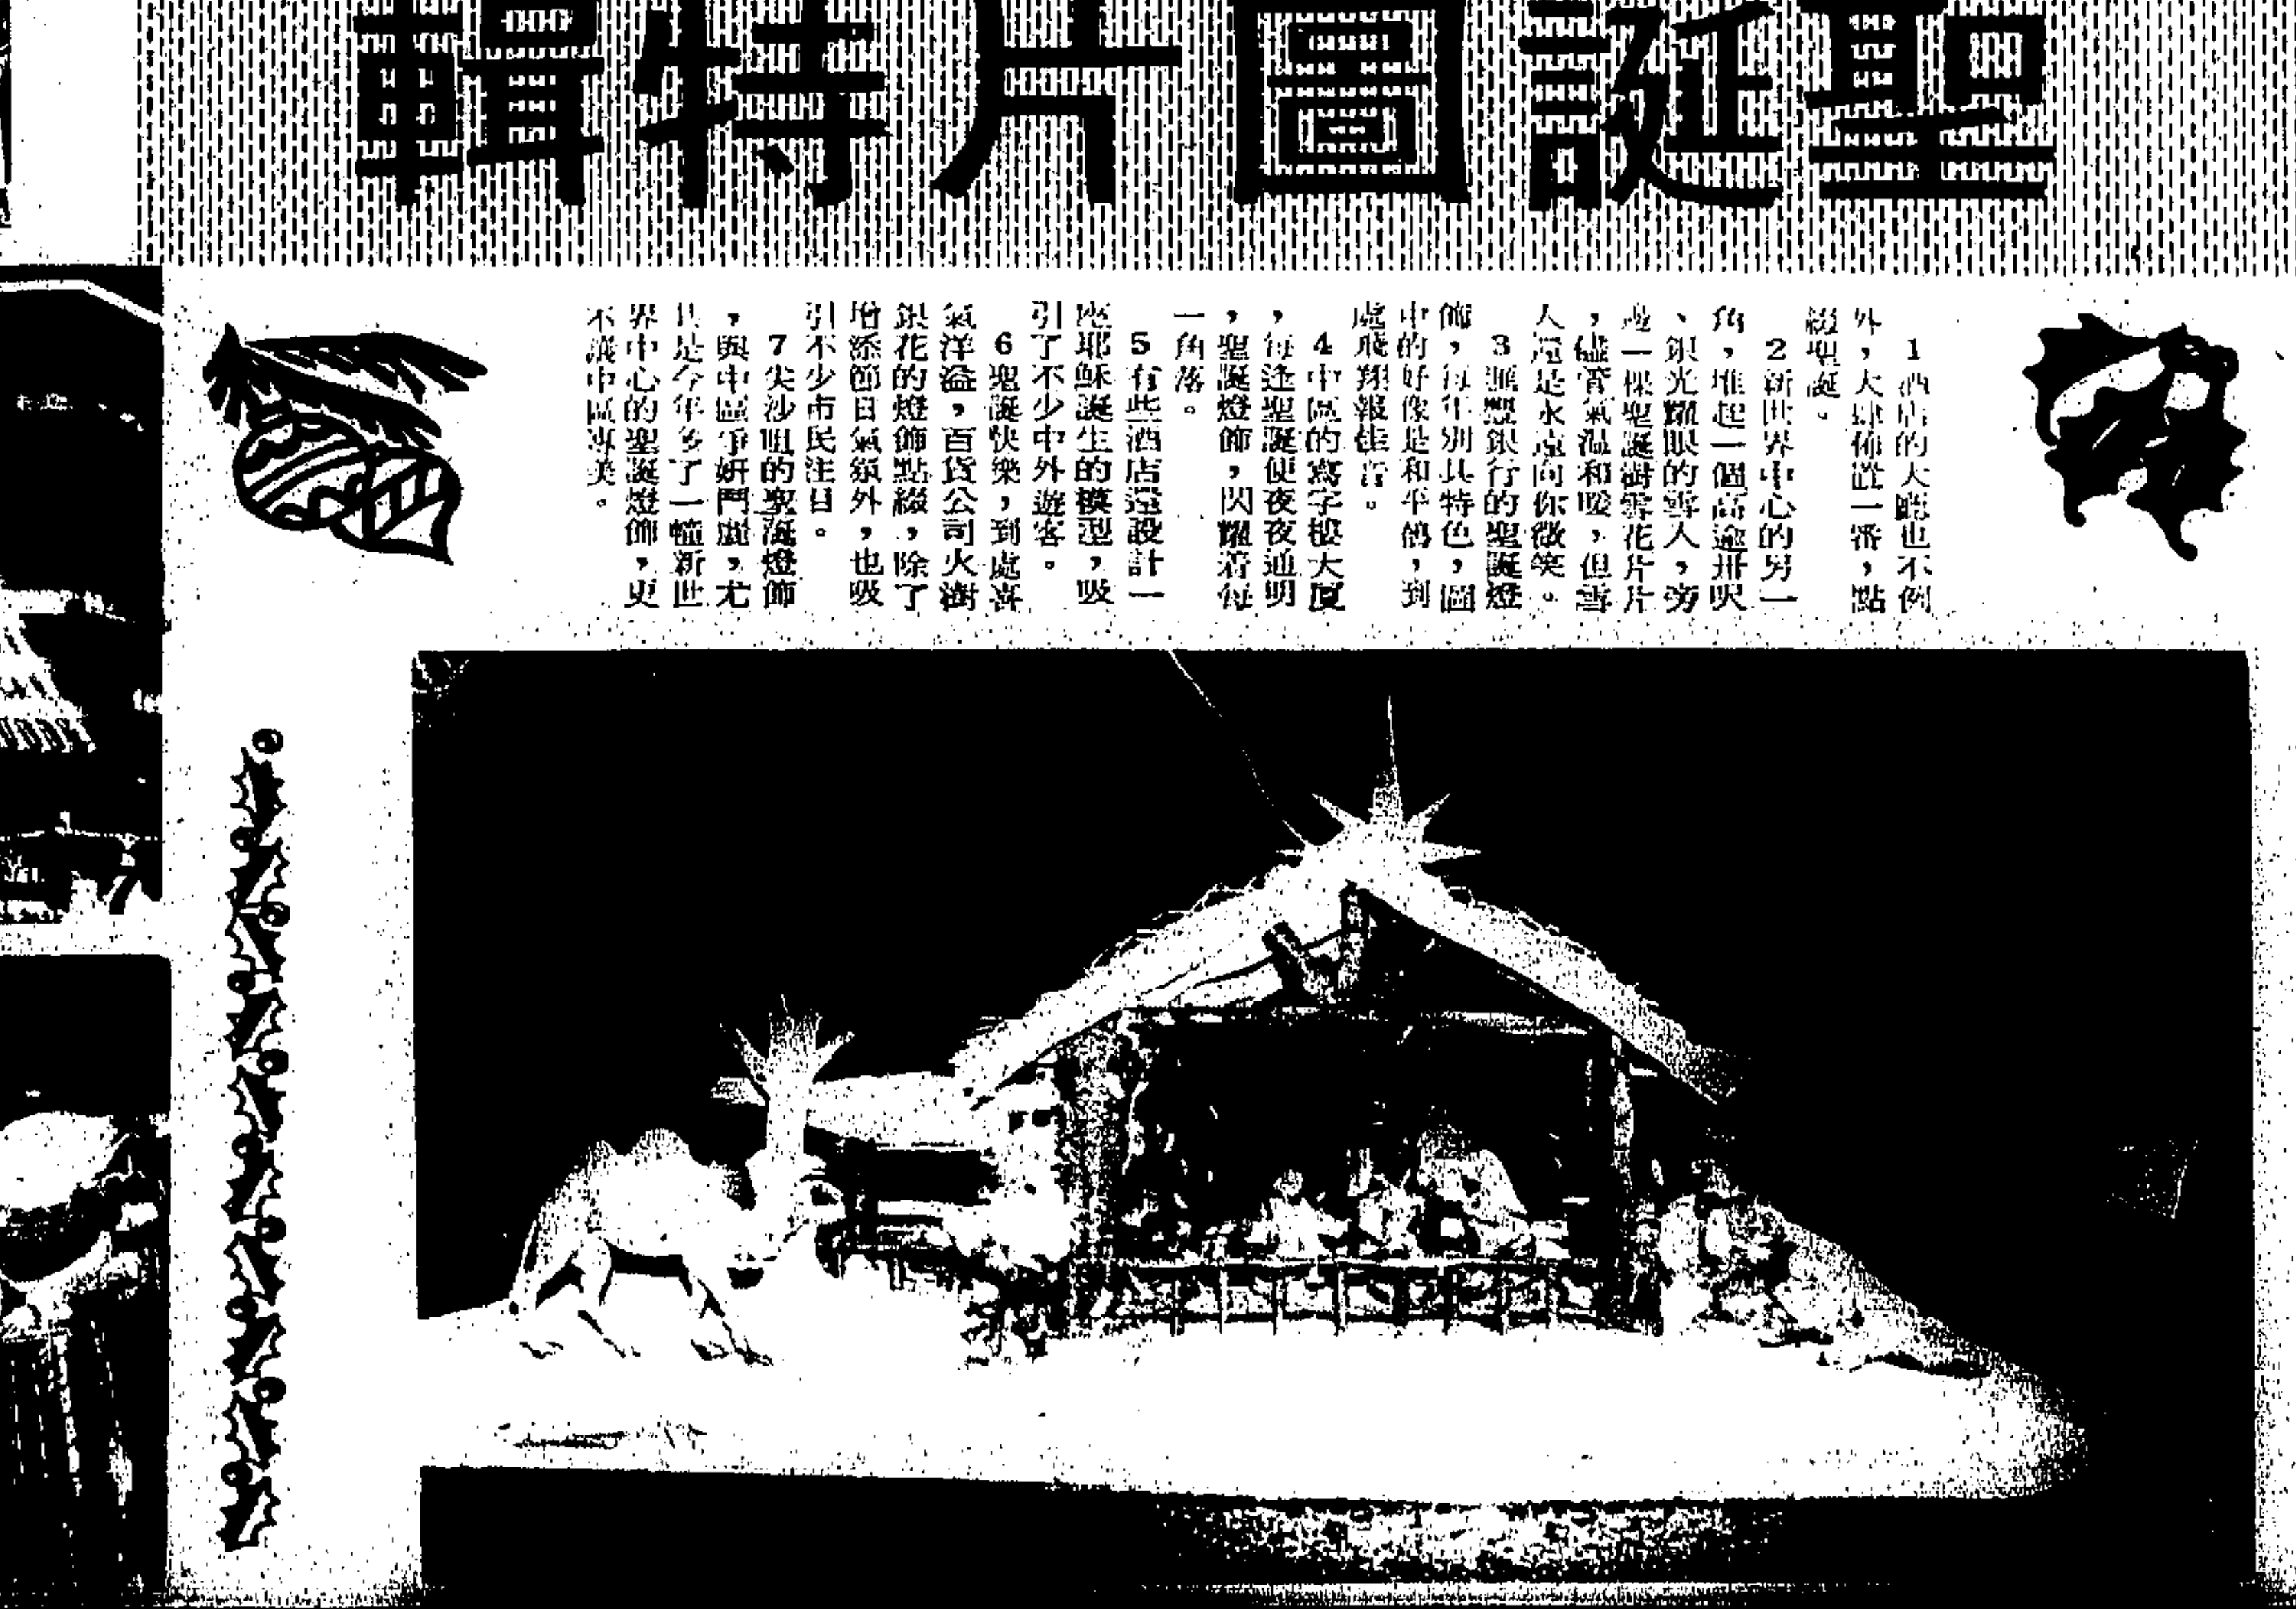 聖誕圖片特輯
1酒店的大廳也不例
外，大肆佈置一番，點
綴聖誕。
2新世界中心的另一
角，堆起一個高逾卅呎
、銀光耀眼的雪人，旁
邊一棵聖誕樹雪花片片
，儘管氣温和暖，但雪
人還是永遠向你微笑。
3滙豐銀行的聖誕燈
飾，每年別具特色，圖
中的好像是和平鴿，到
處飛翔報佳音。
4中區的寫字樓大厦
，每逢聖誕便夜夜通明
，聖誕燈飾，閃耀着每
一角落。
5有些酒店還設計一
座耶穌誕生的模型，吸
引了不少中外遊客。
6聖誕快樂，到處喜
氣洋溢，百貨公司火樹
銀花的燈飾點綴，除了
增添節日氣氛外，也吸
引不少市民注目。
7尖沙咀的聖誕燈飾
，與中區爭妍鬥麗，尤
其是今年多了一幢新世
界中心的聖誕燈飾，更
不讓中區專美。